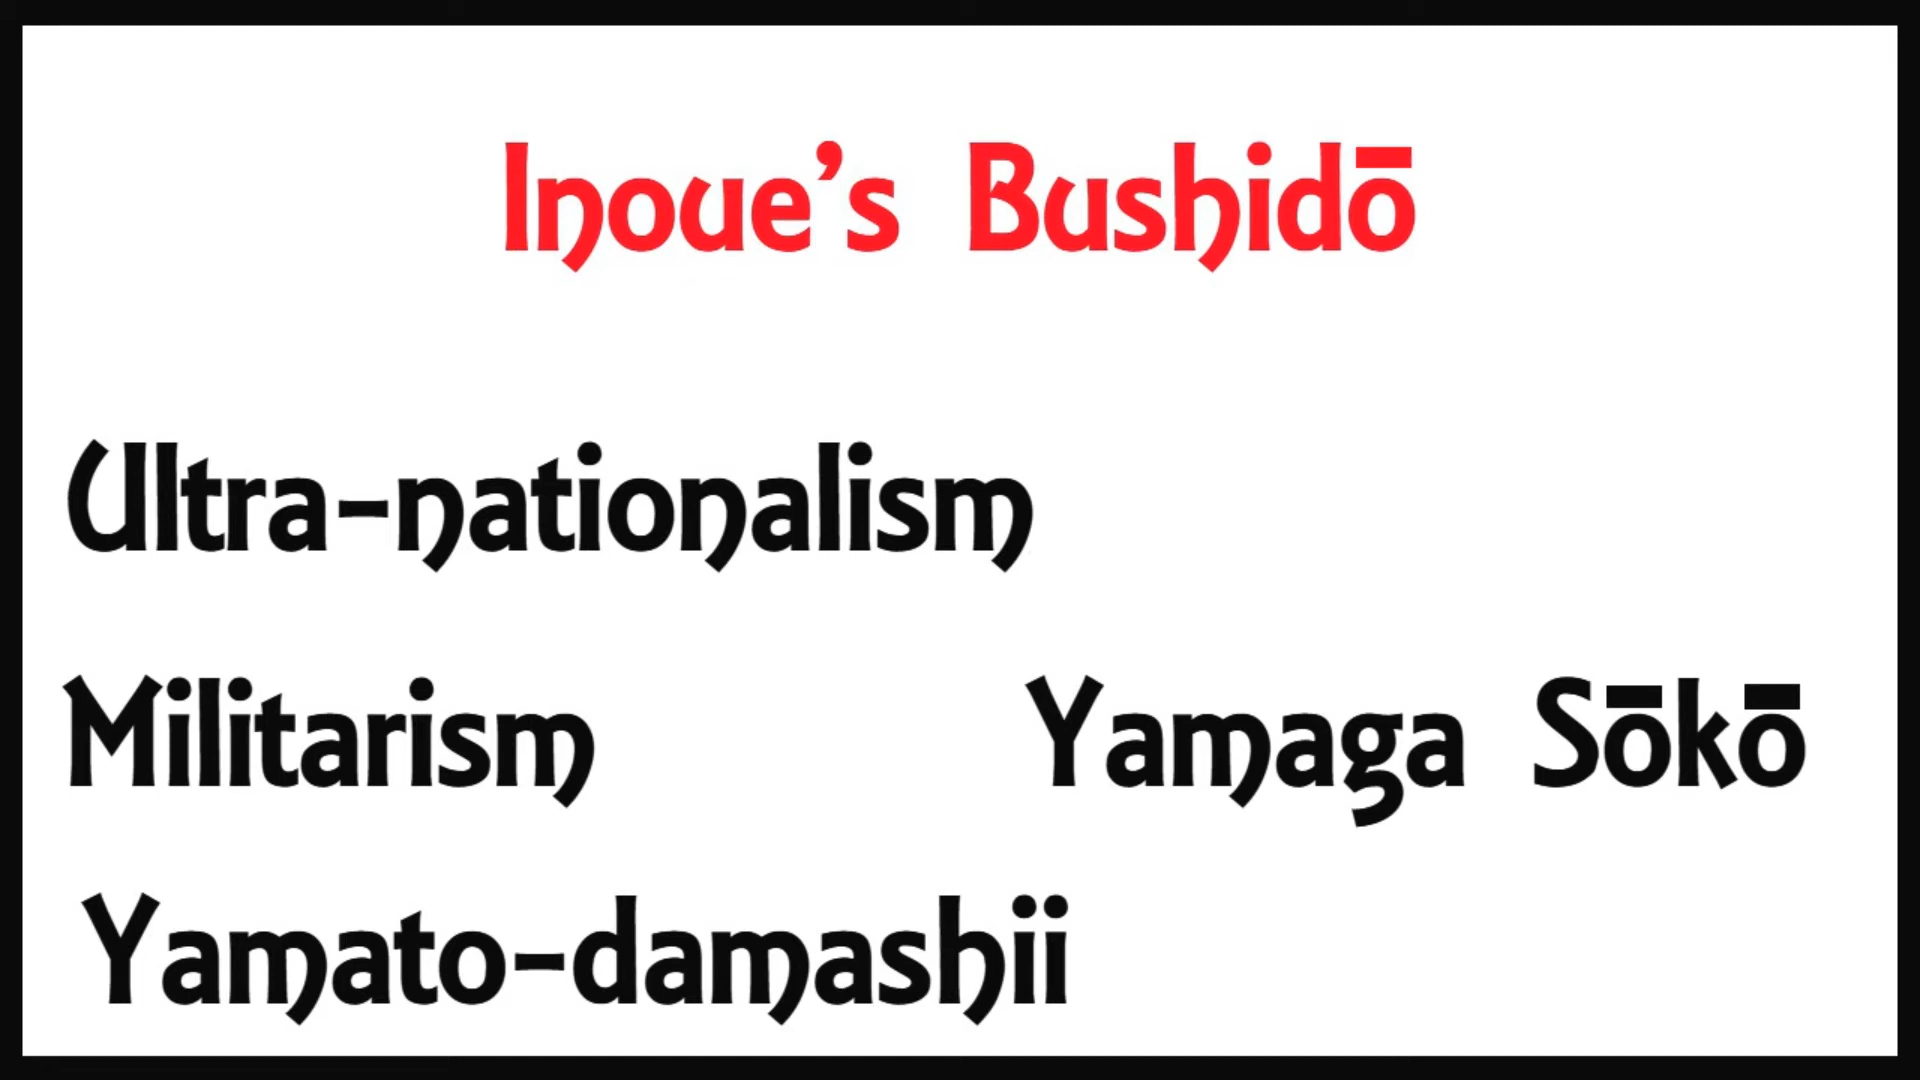 Inoue's Bushidō
Ultra-nationalism
Militarism
Yamaga Sōkō
Yamato-damashii